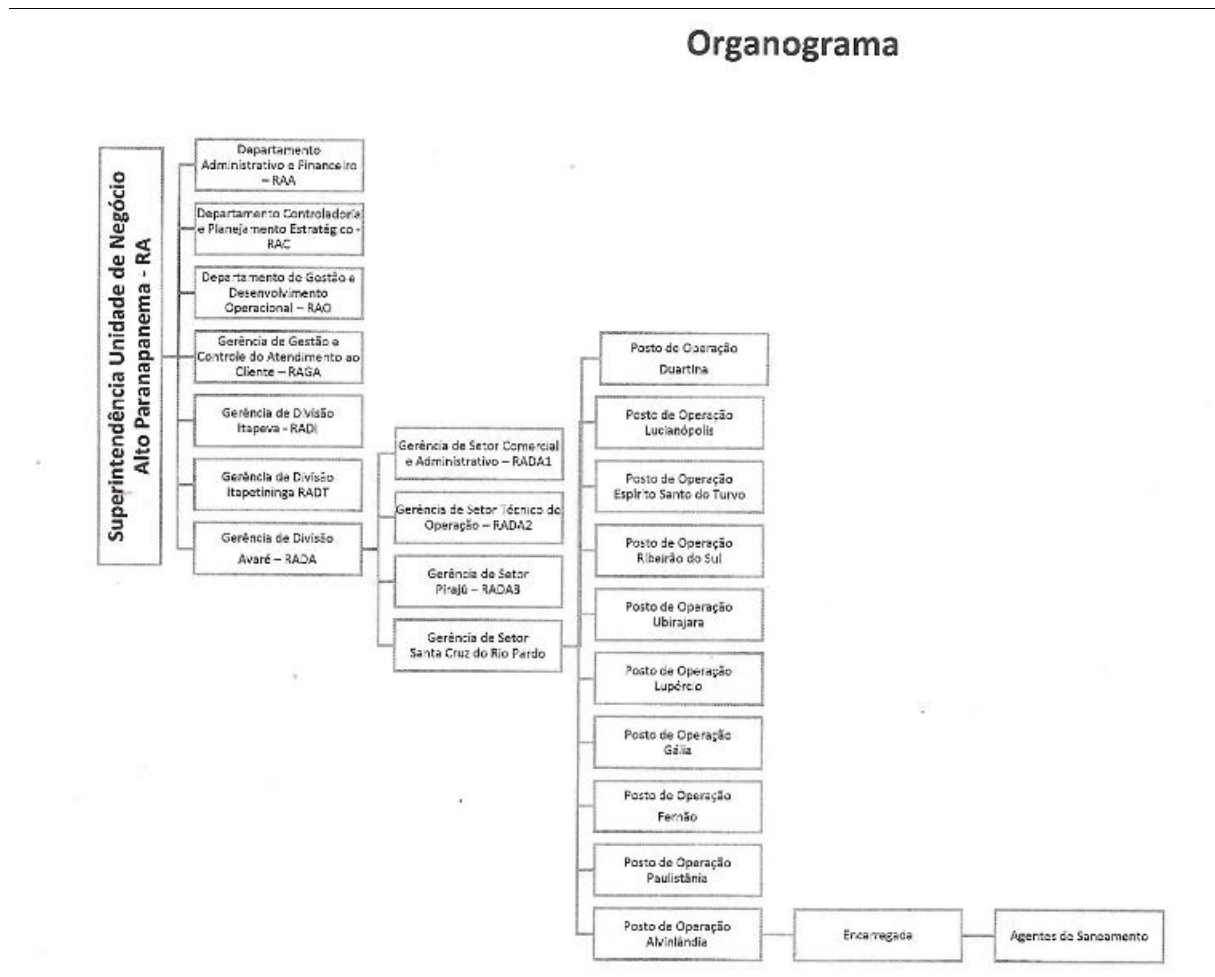 Organograma
Superintendência Unidade de Negócio
Alto Paranapanema - RA
Departamento
Administrativo e Financeiro
– RAA
Departamento Controladoria
e Planejamento Estratégico -
RAC
Departamento de Gestão e
Desenvolvimento
Operacional – RAO
Gerência de Gestão e
Controle do Atendimento ao
Cliente – RAGA
Gerência de Divisão
Itapeva - RADI
Gerência de Divisão
Itapetininga RADT
Gerência de Divisão
Avaré – RADA
Gerência de Setor Comercial
e Administrativo – RADA1
Gerência de Setor Técnico de
Operação – RADA2
Gerência de Setor
Pirajú – RADA3
Gerência de Setor
Santa Cruz do Rio Pardo
Posto de Operação
Duartina
Posto de Operação
Lucianópolis
Posto de Operação
Espírito Santo do Turvo
Posto de Operação
Ribeirão do Sul
Posto de Operação
Ubirajara
Posto de Operação
Lupércio
Posto de Operação
Gália
Posto de Operação
Fernão
Posto de Operação
Paulistânia
Posto de Operação
Alvinlândia
Encarregada
Agentes de Saneamento